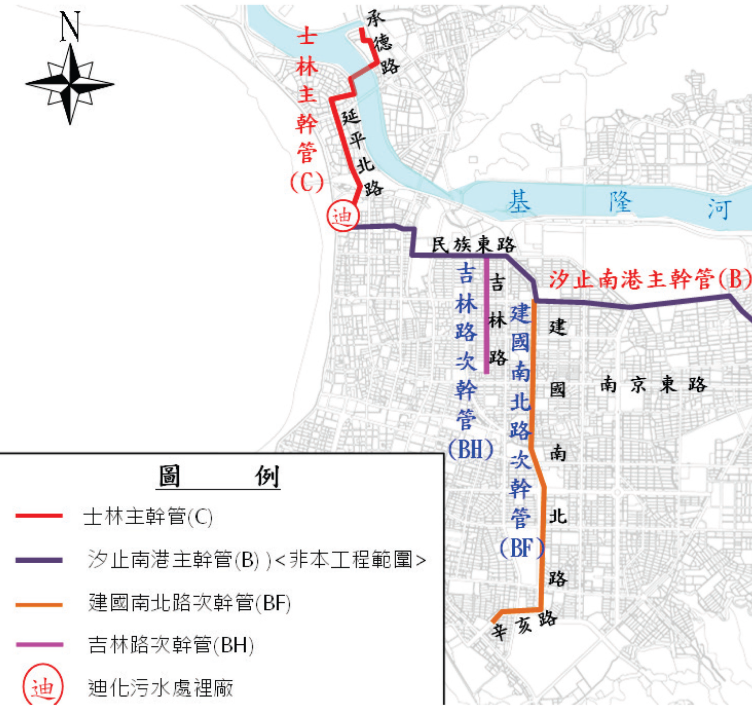 N
承德路
士林主幹管(C)
延平北路
迪
基隆河
民族東路
汐止南港主幹管(B)
吉林路次幹管(BH)
吉林路
建國南北路次幹管(BF)
建國南北路
南京東路
辛亥路
圖 例
士林主幹管(C)
汐止南港主幹管(B) )<非本工程範圍>
建國南北路次幹管(BF)
吉林路次幹管(BH)
迪
迪化污水處裡廠